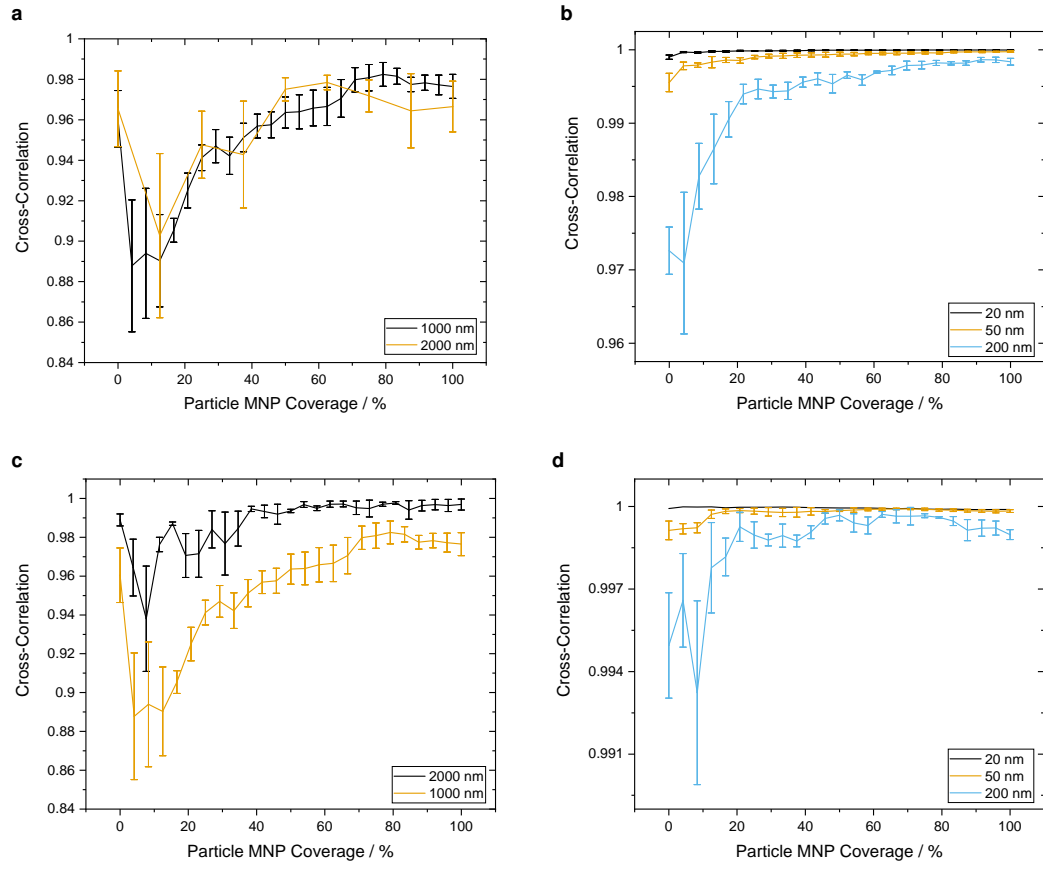 a
1
0.98
0.96
0.94
0.92
0.9
0.88
0.86
0.84
Cross-Correlation
0 20 40 60 80 100
Particle MNP Coverage / %
1000 nm
2000 nm
b
1
0.99
0.98
0.97
0.96
Cross-Correlation
0 20 40 60 80 100
Particle MNP Coverage / %
20 nm
50 nm
200 nm
c
1
0.98
0.96
0.94
0.92
0.9
0.88
0.86
0.84
Cross-Correlation
0 20 40 60 80 100
Particle MNP Coverage / %
2000 nm
1000 nm
d
1
0.997
0.994
0.991
Cross-Correlation
0 20 40 60 80 100
Particle MNP Coverage / %
20 nm
50 nm
200 nm